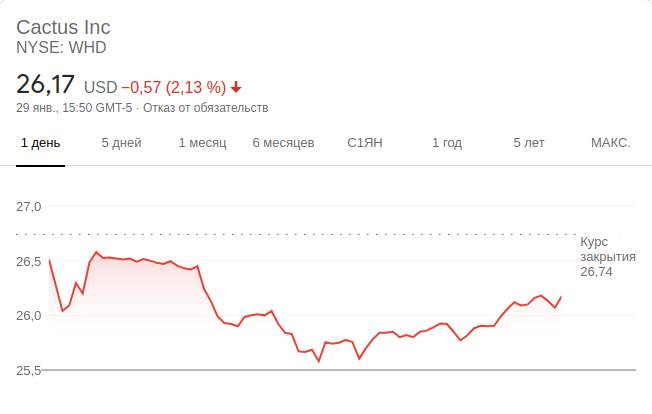 Cactus Inc
NYSE: WHD
26,17 USD −0,57 (2,13 %)
29 янв., 15:50 GMT-5 · Отказ от обязательств
1 день 5 дней 1 месяц 6 месяцев С1ЯН 1 год 5 лет МАКС.
27,0
Курс
закрытия
26,74
26,5
26,0
25,5